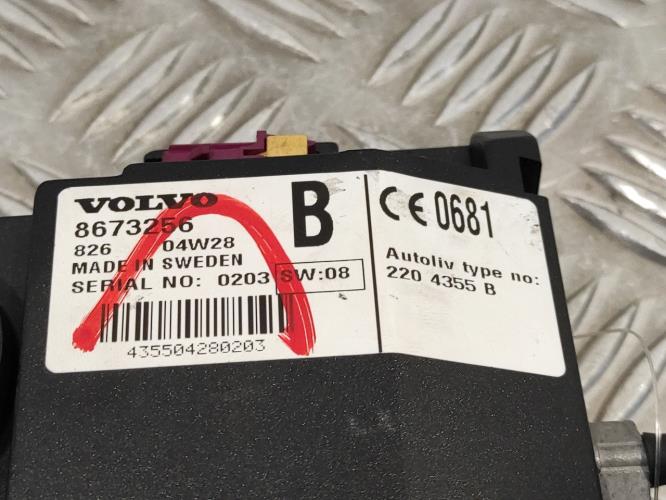 VOLVO
8673256
826 04W28
MADE IN SWEDEN
SERIAL NO: 0203 SW:08
435504280203
B
CE 0681
Autoliv type no:
220 4355 B